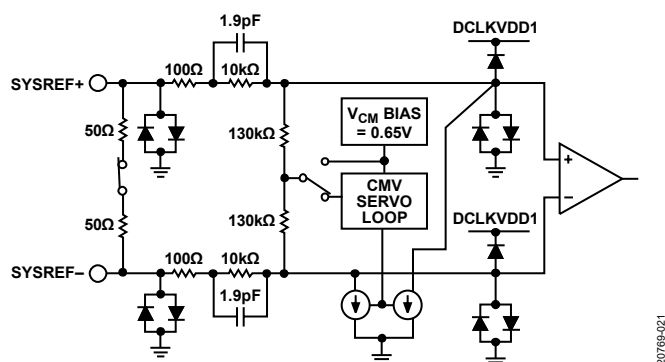 1.9pF
DCLKVDD1
SYSREF+
100Ω
10kΩ
50Ω
130kΩ
V_CM BIAS
= 0.65V
+
CMV
SERVO
LOOP
−
50Ω
130kΩ
DCLKVDD1
100Ω
10kΩ
SYSREF−
1.9pF
20769-021